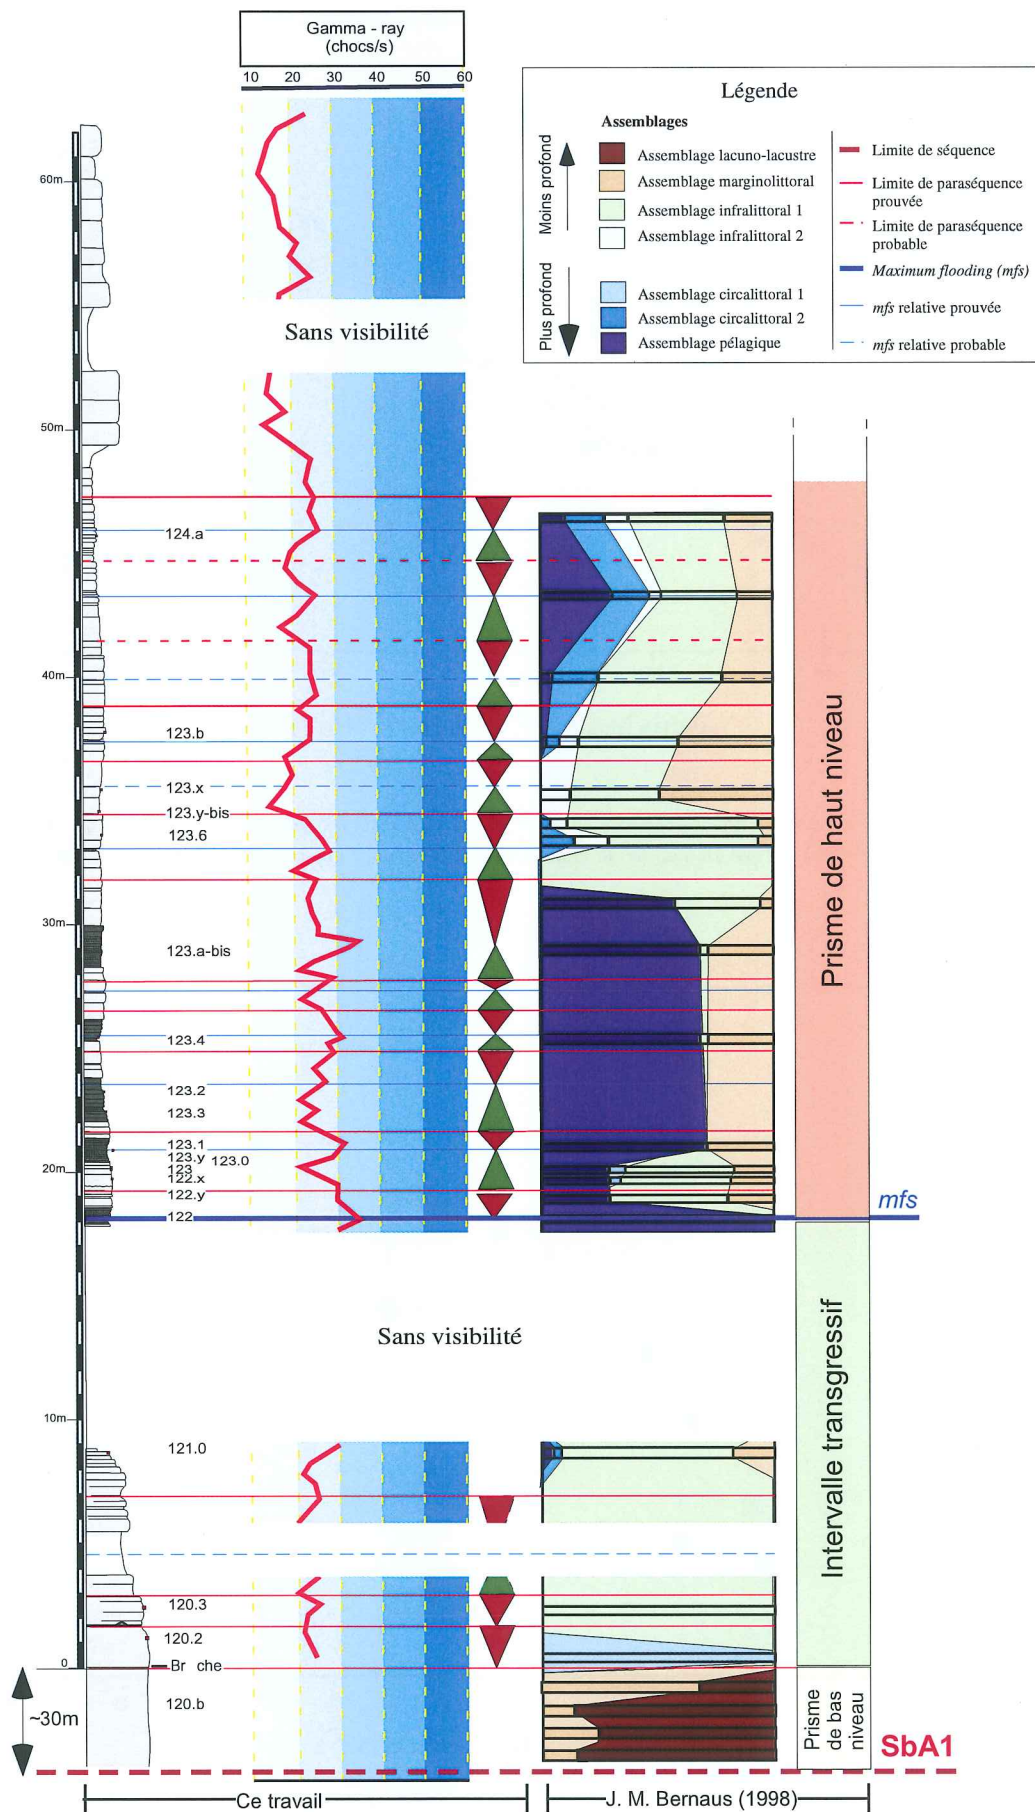 Gamma - ray
(chocs/s)
10 20 30 40 50 60
Légende
Assemblages
Moins profond
Plus profond
Assemblage lacuno-lacustre
Assemblage marginolittoral
Assemblage infralittoral 1
Assemblage infralittoral 2
Assemblage circalittoral 1
Assemblage circalittoral 2
Assemblage pélagique
Limite de séquence
Limite de paraséquence
prouvée
Limite de paraséquence
probable
Maximum flooding (mfs)
mfs relative prouvée
mfs relative probable
60m
Sans visibilité
50m
124.a
40m
123.b
123.x
123.y-bis
123.6
30m
123.a-bis
123.4
123.2
123.3
123.1
123.y
123.0
20m
123
122.x
122.y
122
mfs
Prisme de haut niveau
Sans visibilité
10m
121.0
Intervalle transgressif
120.3
120.2
0
Br che
120.b
~30m
Prisme
de bas
niveau
SbA1
Ce travail
J. M. Bernaus (1998)